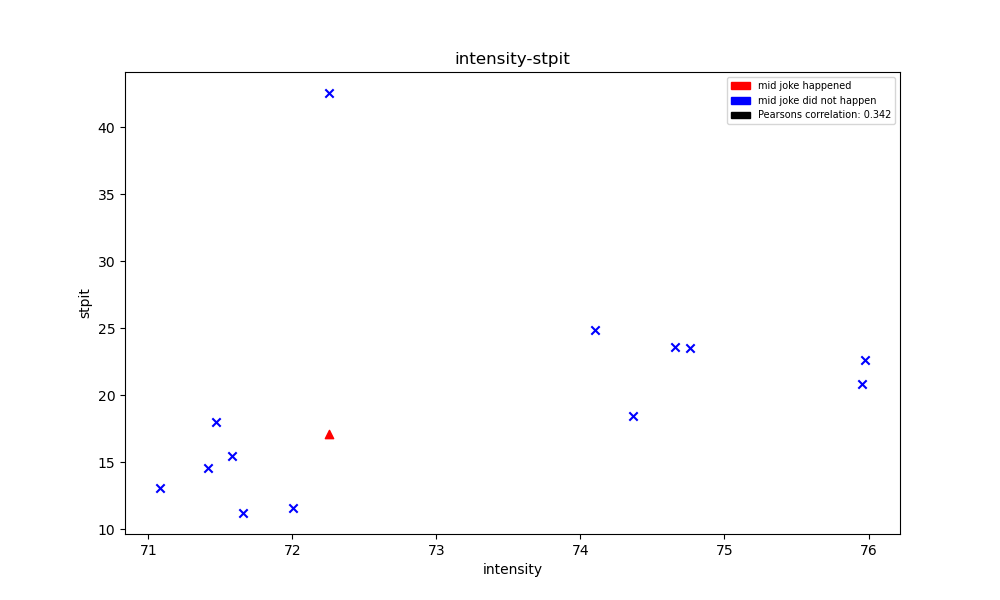 intensity-stpit
mid joke happened
mid joke did not happen
Pearsons correlation: 0.342
stpit
40
35
30
25
20
15
10
71 72 73 74 75 76
intensity